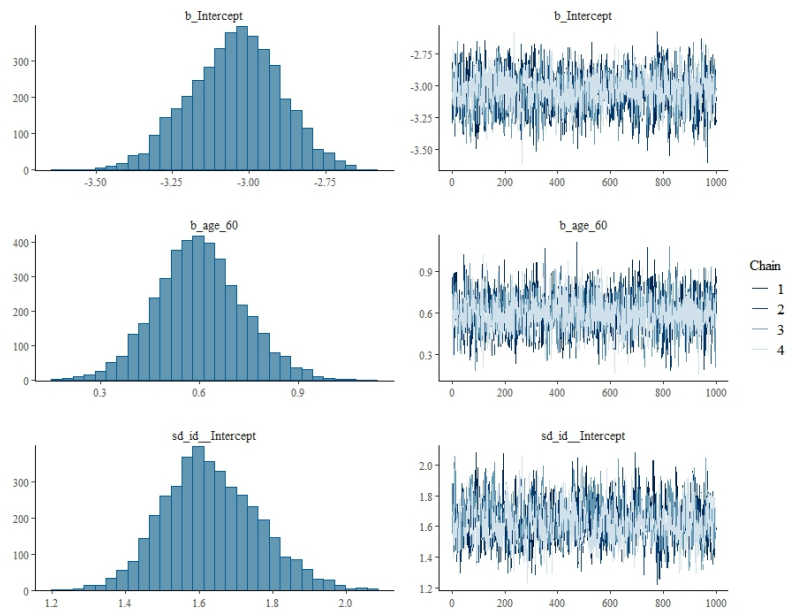 b_Intercept
300
200
100
0
-3.50 -3.25 -3.00 -2.75
b_Intercept
-2.75
-3.00
-3.25
-3.50
0 200 400 600 800 1000
b_age_60
400
300
200
100
0
0.3 0.6 0.9
b_age_60
0.9
0.6
0.3
0 200 400 600 800 1000
Chain
1
2
3
4
sd_id__Intercept
300
200
100
0
1.2 1.4 1.6 1.8 2.0
sd_id__Intercept
2.0
1.8
1.6
1.4
1.2
0 200 400 600 800 1000